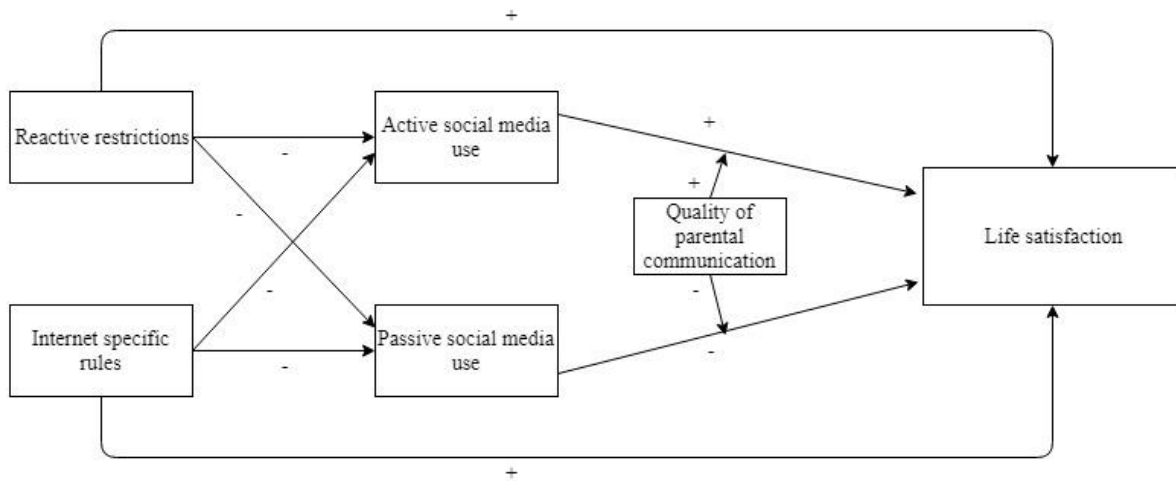 +
Reactive restrictions
Active social media
use
-
+
-
+
Quality of
parental
communication
Life satisfaction
-
-
Internet specific
rules
Passive social media
use
-
-
+